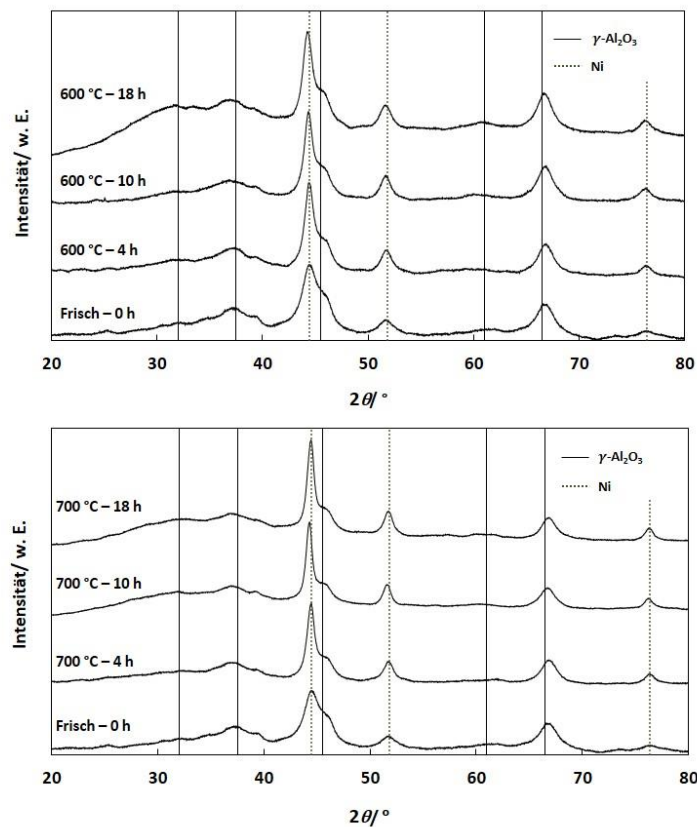 γ-Al₂O₃
Ni
600 °C – 18 h
600 °C – 10 h
600 °C – 4 h
Frisch – 0 h
Intensität/ w. E.
20 30 40 50 60 70 80
2θ/ °
γ-Al₂O₃
Ni
700 °C – 18 h
700 °C – 10 h
700 °C – 4 h
Frisch – 0 h
Intensität/ w. E.
20 30 40 50 60 70 80
2θ/ °